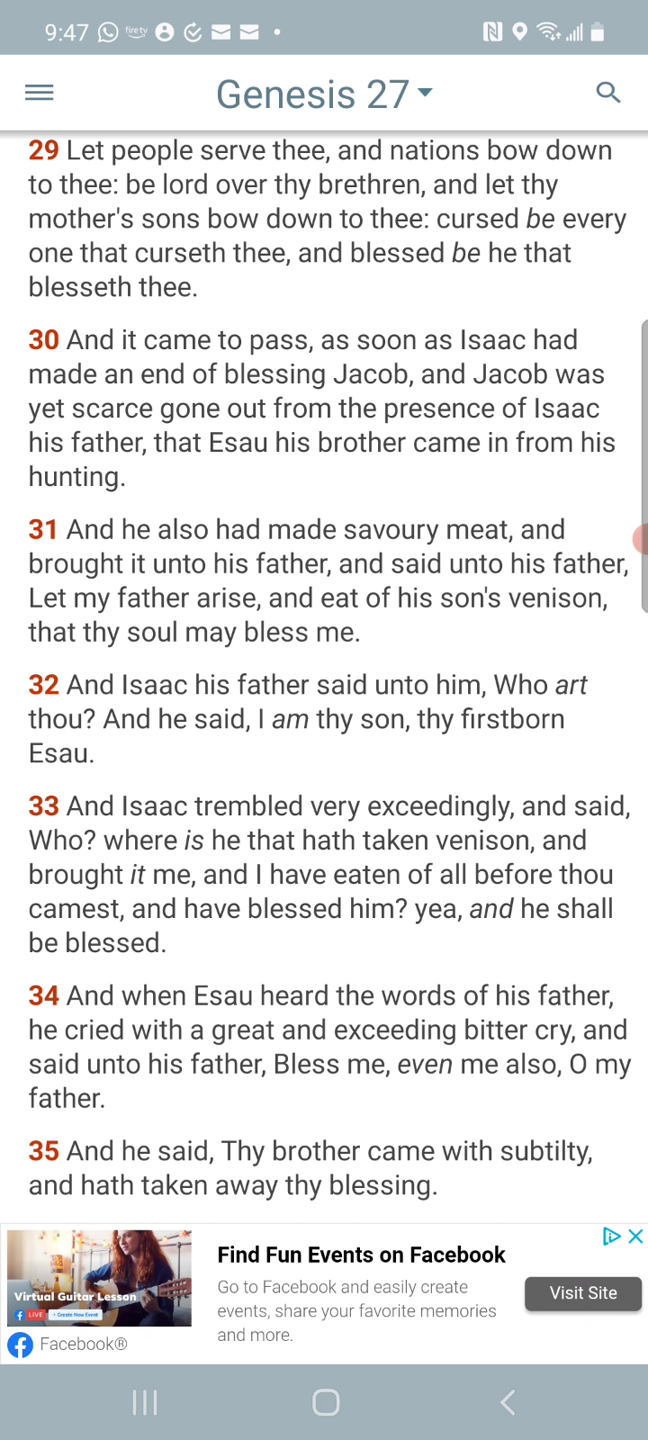 9:47 fire tv
Genesis 27
29 Let people serve thee, and nations bow down
to thee: be lord over thy brethren, and let thy
mother's sons bow down to thee: cursed be every
one that curseth thee, and blessed be he that
blesseth thee.
30 And it came to pass, as soon as Isaac had
made an end of blessing Jacob, and Jacob was
yet scarce gone out from the presence of Isaac
his father, that Esau his brother came in from his
hunting.
31 And he also had made savoury meat, and
brought it unto his father, and said unto his father,
Let my father arise, and eat of his son's venison,
that thy soul may bless me.
32 And Isaac his father said unto him, Who art
thou? And he said, I am thy son, thy firstborn
Esau.
33 And Isaac trembled very exceedingly, and said,
Who? where is he that hath taken venison, and
brought it me, and I have eaten of all before thou
camest, and have blessed him? yea, and he shall
be blessed.
34 And when Esau heard the words of his father,
he cried with a great and exceeding bitter cry, and
said unto his father, Bless me, even me also, O my
father.
35 And he said, Thy brother came with subtilty,
and hath taken away thy blessing.
Virtual Guitar Lesson
LIVE + Create New Event
Facebook®
Find Fun Events on Facebook
Go to Facebook and easily create
events, share your favorite memories
and more.
Visit Site